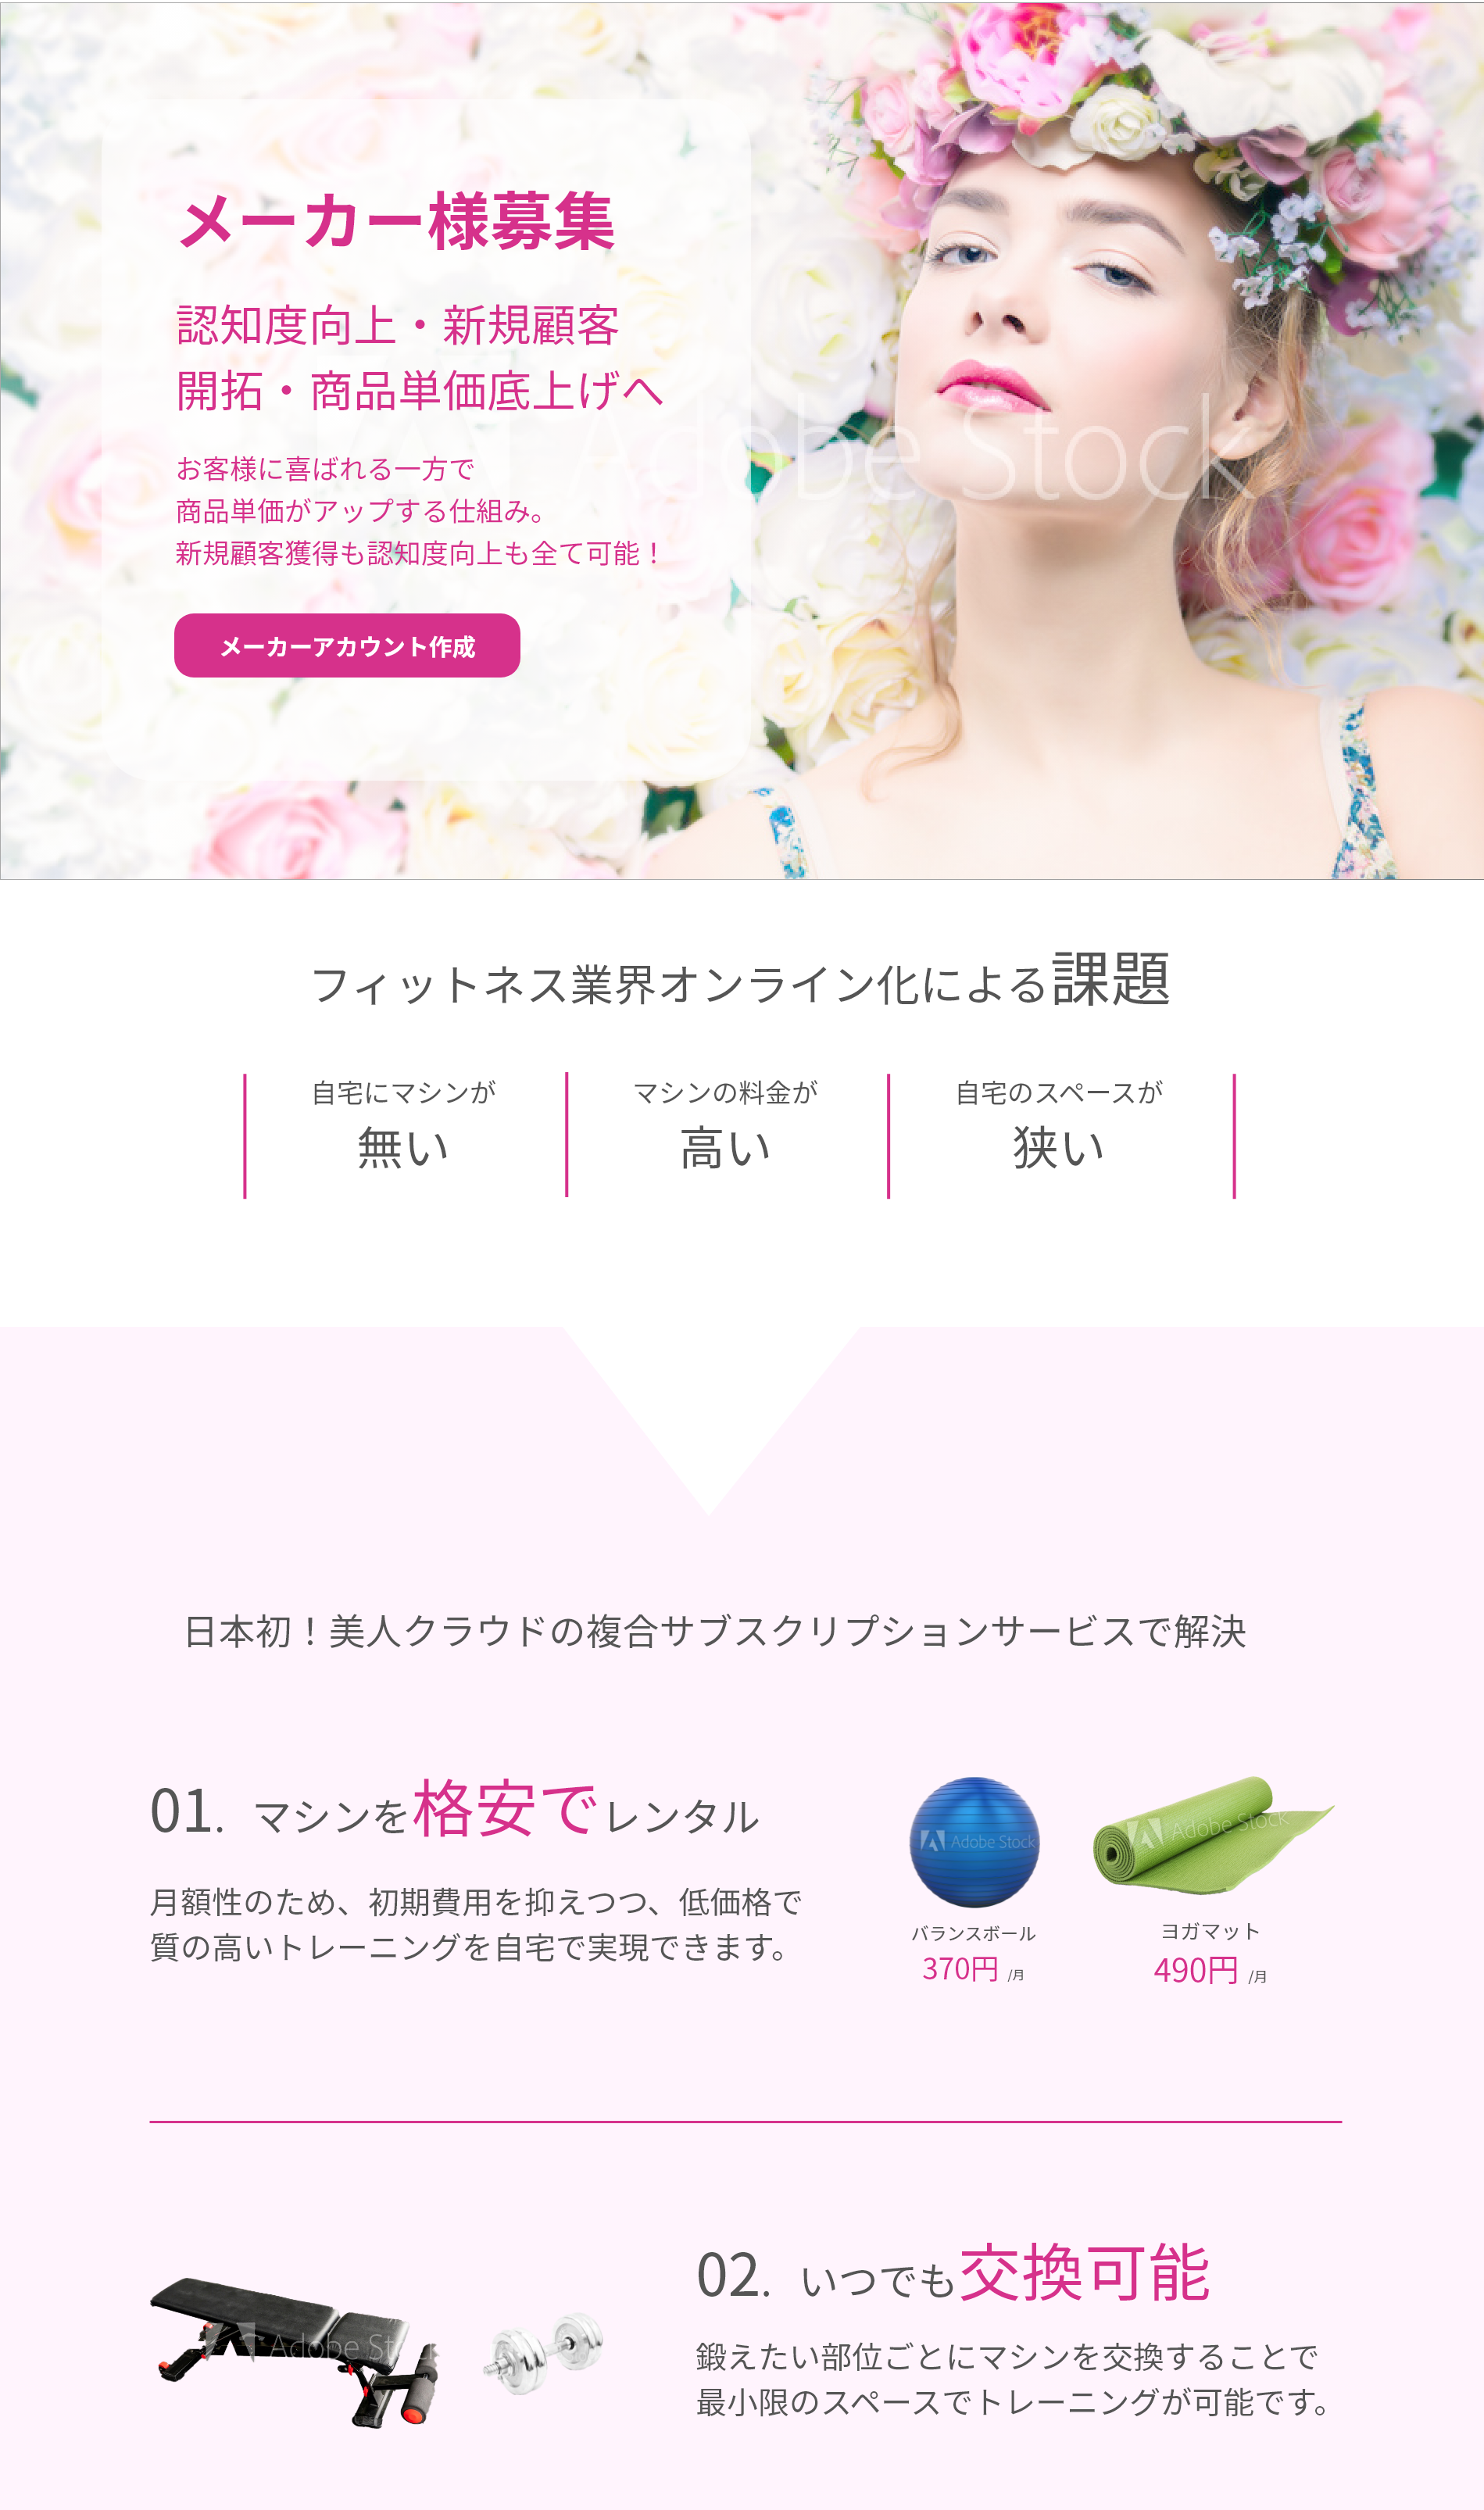 メーカー様募集
認知度向上・新規顧客
開拓・商品単価底上げへ
お客様に喜ばれる一方で
商品単価がアップする仕組み。
新規顧客獲得も認知度向上も全て可能！
メーカーアカウント作成
Adobe Stock
フィットネス業界オンライン化による課題
自宅にマシンが
無い
マシンの料金が
高い
自宅のスペースが
狭い
日本初！美人クラウドの複合サブスクリプションサービスで解決
01. マシンを格安でレンタル
月額性のため、初期費用を抑えつつ、低価格で
質の高いトレーニングを自宅で実現できます。
Adobe Stock
バランスボール
370円 /月
Adobe Stock
ヨガマット
490円 /月
Adobe Stock
02. いつでも交換可能
鍛えたい部位ごとにマシンを交換することで
最小限のスペースでトレーニングが可能です。